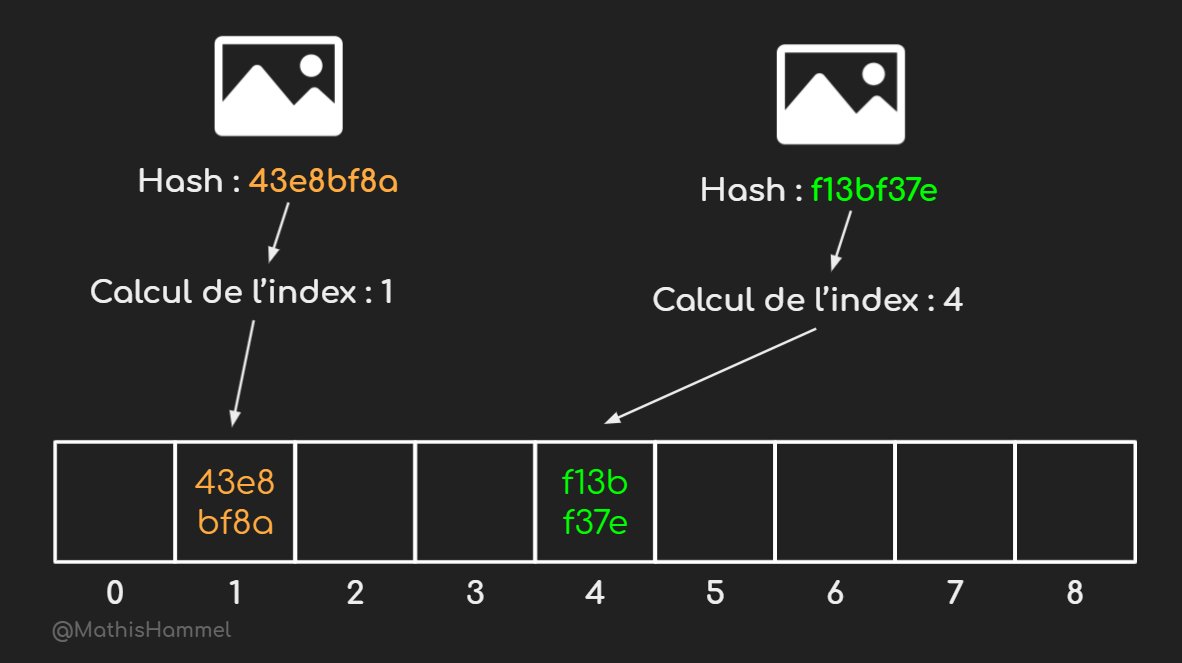 Hash : 43e8bf8a
Hash : f13bf37e
Calcul de l’index : 1
Calcul de l’index : 4
43e8
bf8a
f13b
f37e
0 1 2 3 4 5 6 7 8
@MathisHammel